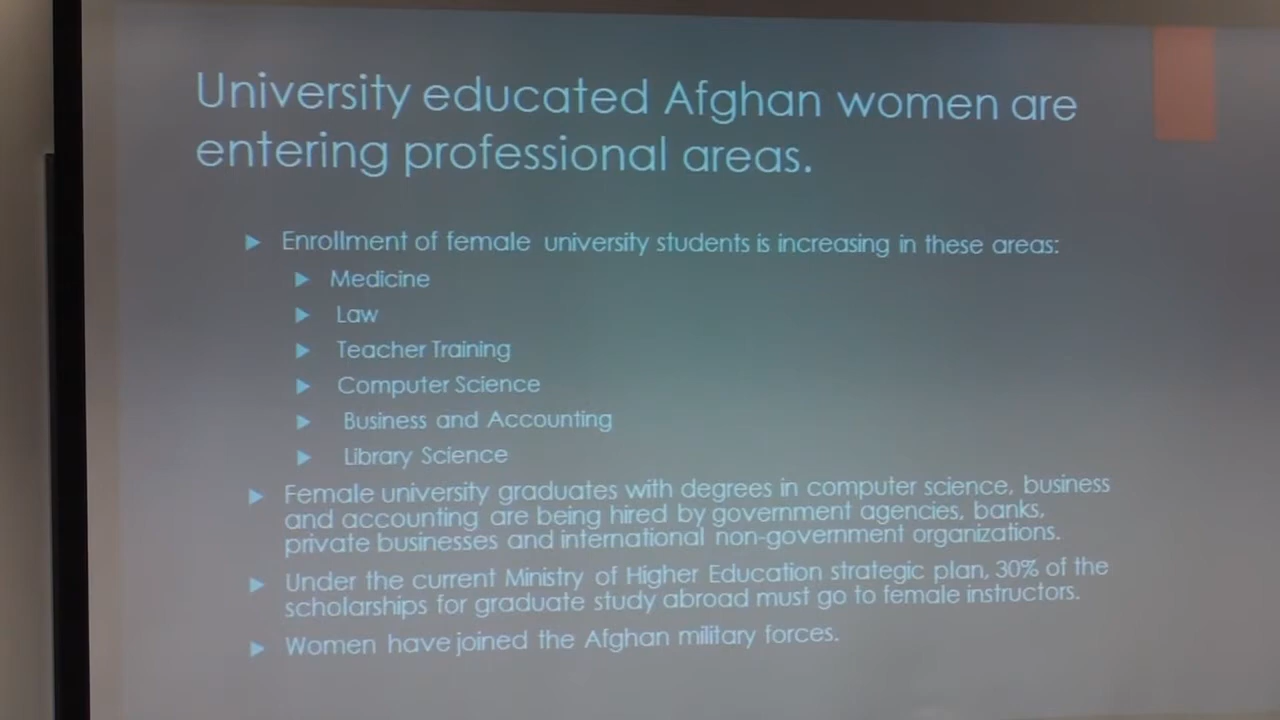 University educated Afghan women are
entering professional areas.
Enrollment of female university students is increasing in these areas:
Medicine
Law
Teacher Training
Computer Science
Business and Accounting
Library Science
Female university graduates with degrees in computer science, business
and accounting are being hired by government agencies, banks,
private businesses and international non-government organizations.
Under the current Ministry of Higher Education strategic plan, 30% of the
scholarships for graduate study abroad must go to female instructors.
Women have joined the Afghan military forces.